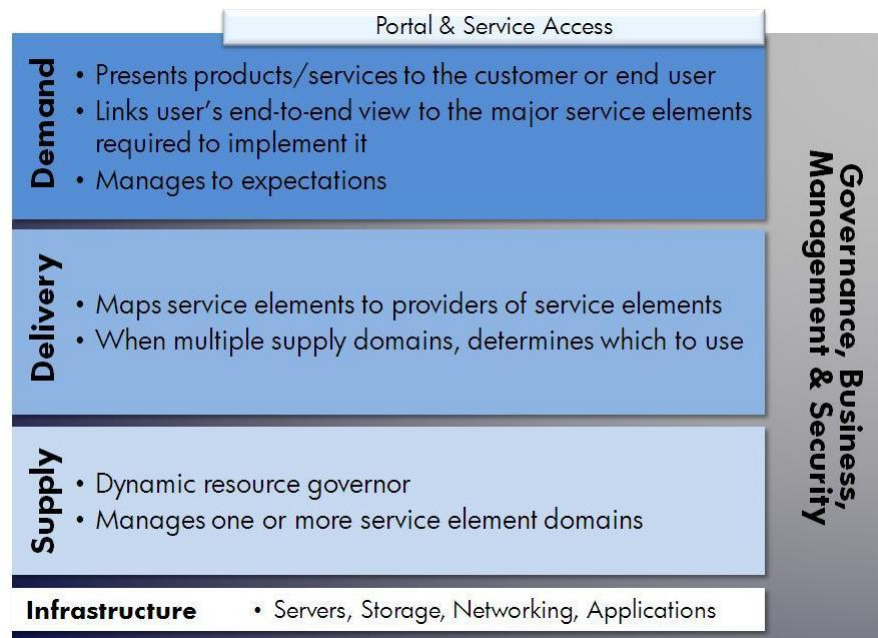 Portal & Service Access
Demand
• Presents products/services to the customer or end user
• Links user's end-to-end view to the major service elements
required to implement it
• Manages to expectations
Delivery
• Maps service elements to providers of service elements
• When multiple supply domains, determines which to use
Supply
• Dynamic resource governor
• Manages one or more service element domains
Infrastructure • Servers, Storage, Networking, Applications
Governance, Business,
Management & Security